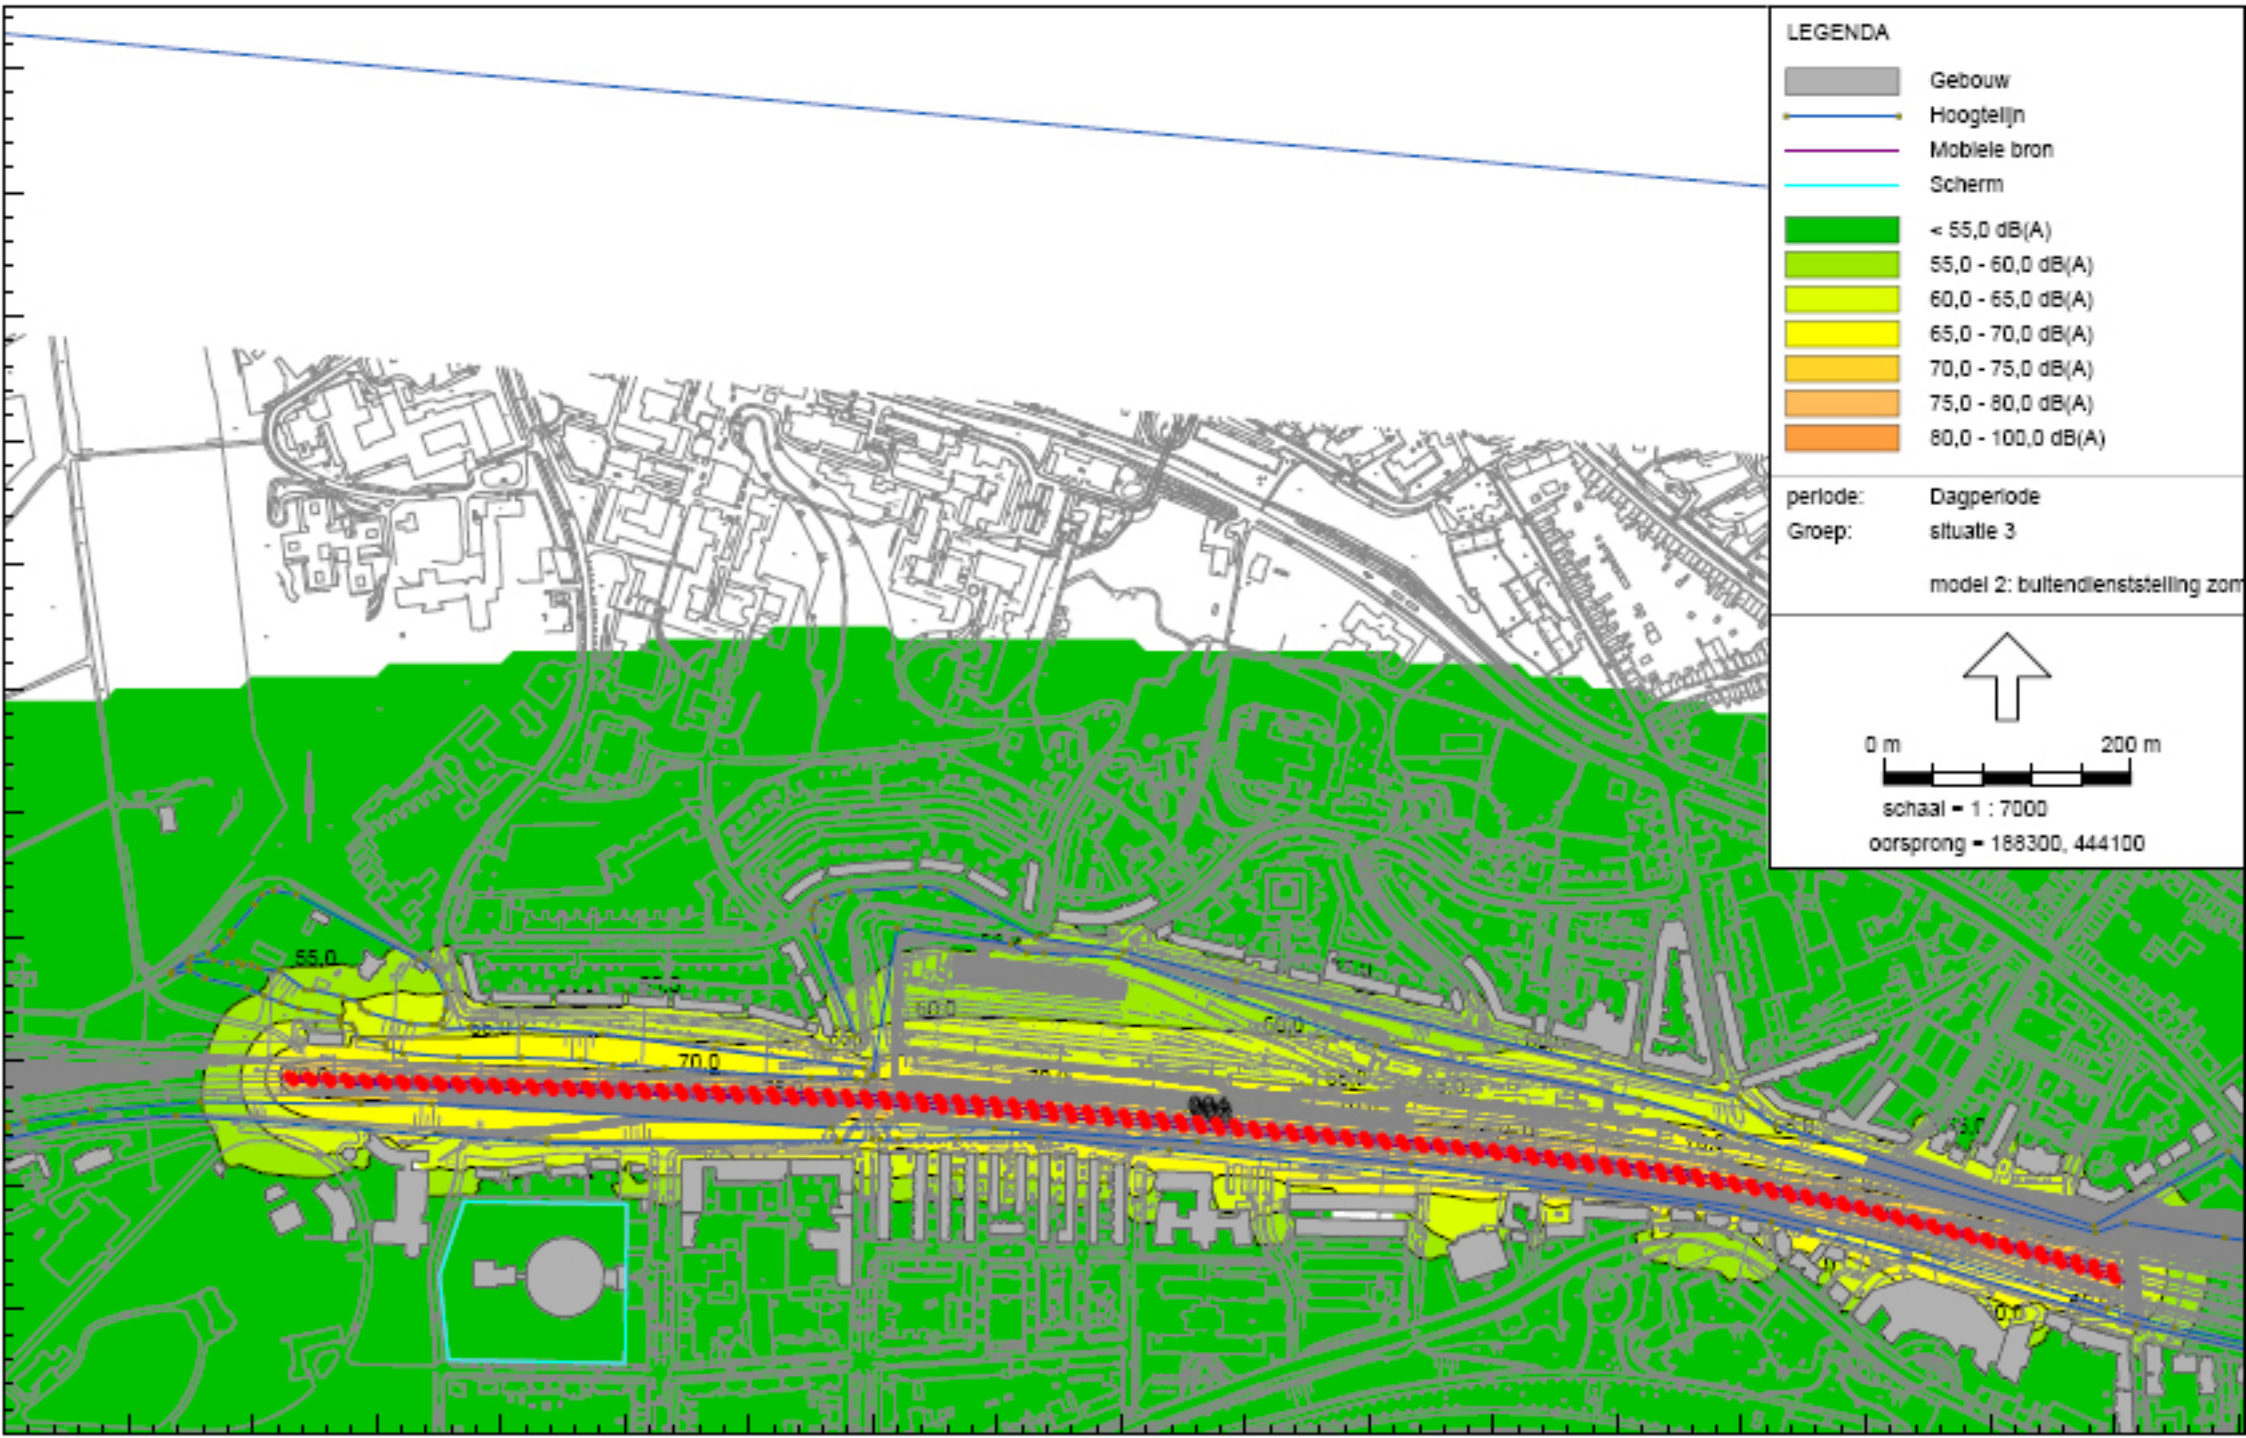 LEGENDA
Gebouw
Hoogtelijn
Mobiele bron
Scherm
< 55,0 dB(A)
55,0 - 60,0 dB(A)
60,0 - 65,0 dB(A)
65,0 - 70,0 dB(A)
70,0 - 75,0 dB(A)
75,0 - 80,0 dB(A)
80,0 - 100,0 dB(A)
periode: Dagperiode
Groep: situatie 3
model 2: buitendienststelling zom
0 m 200 m
schaal = 1 : 7000
oorsprong = 188300, 444100
55,0
60,0
60,0
70,0